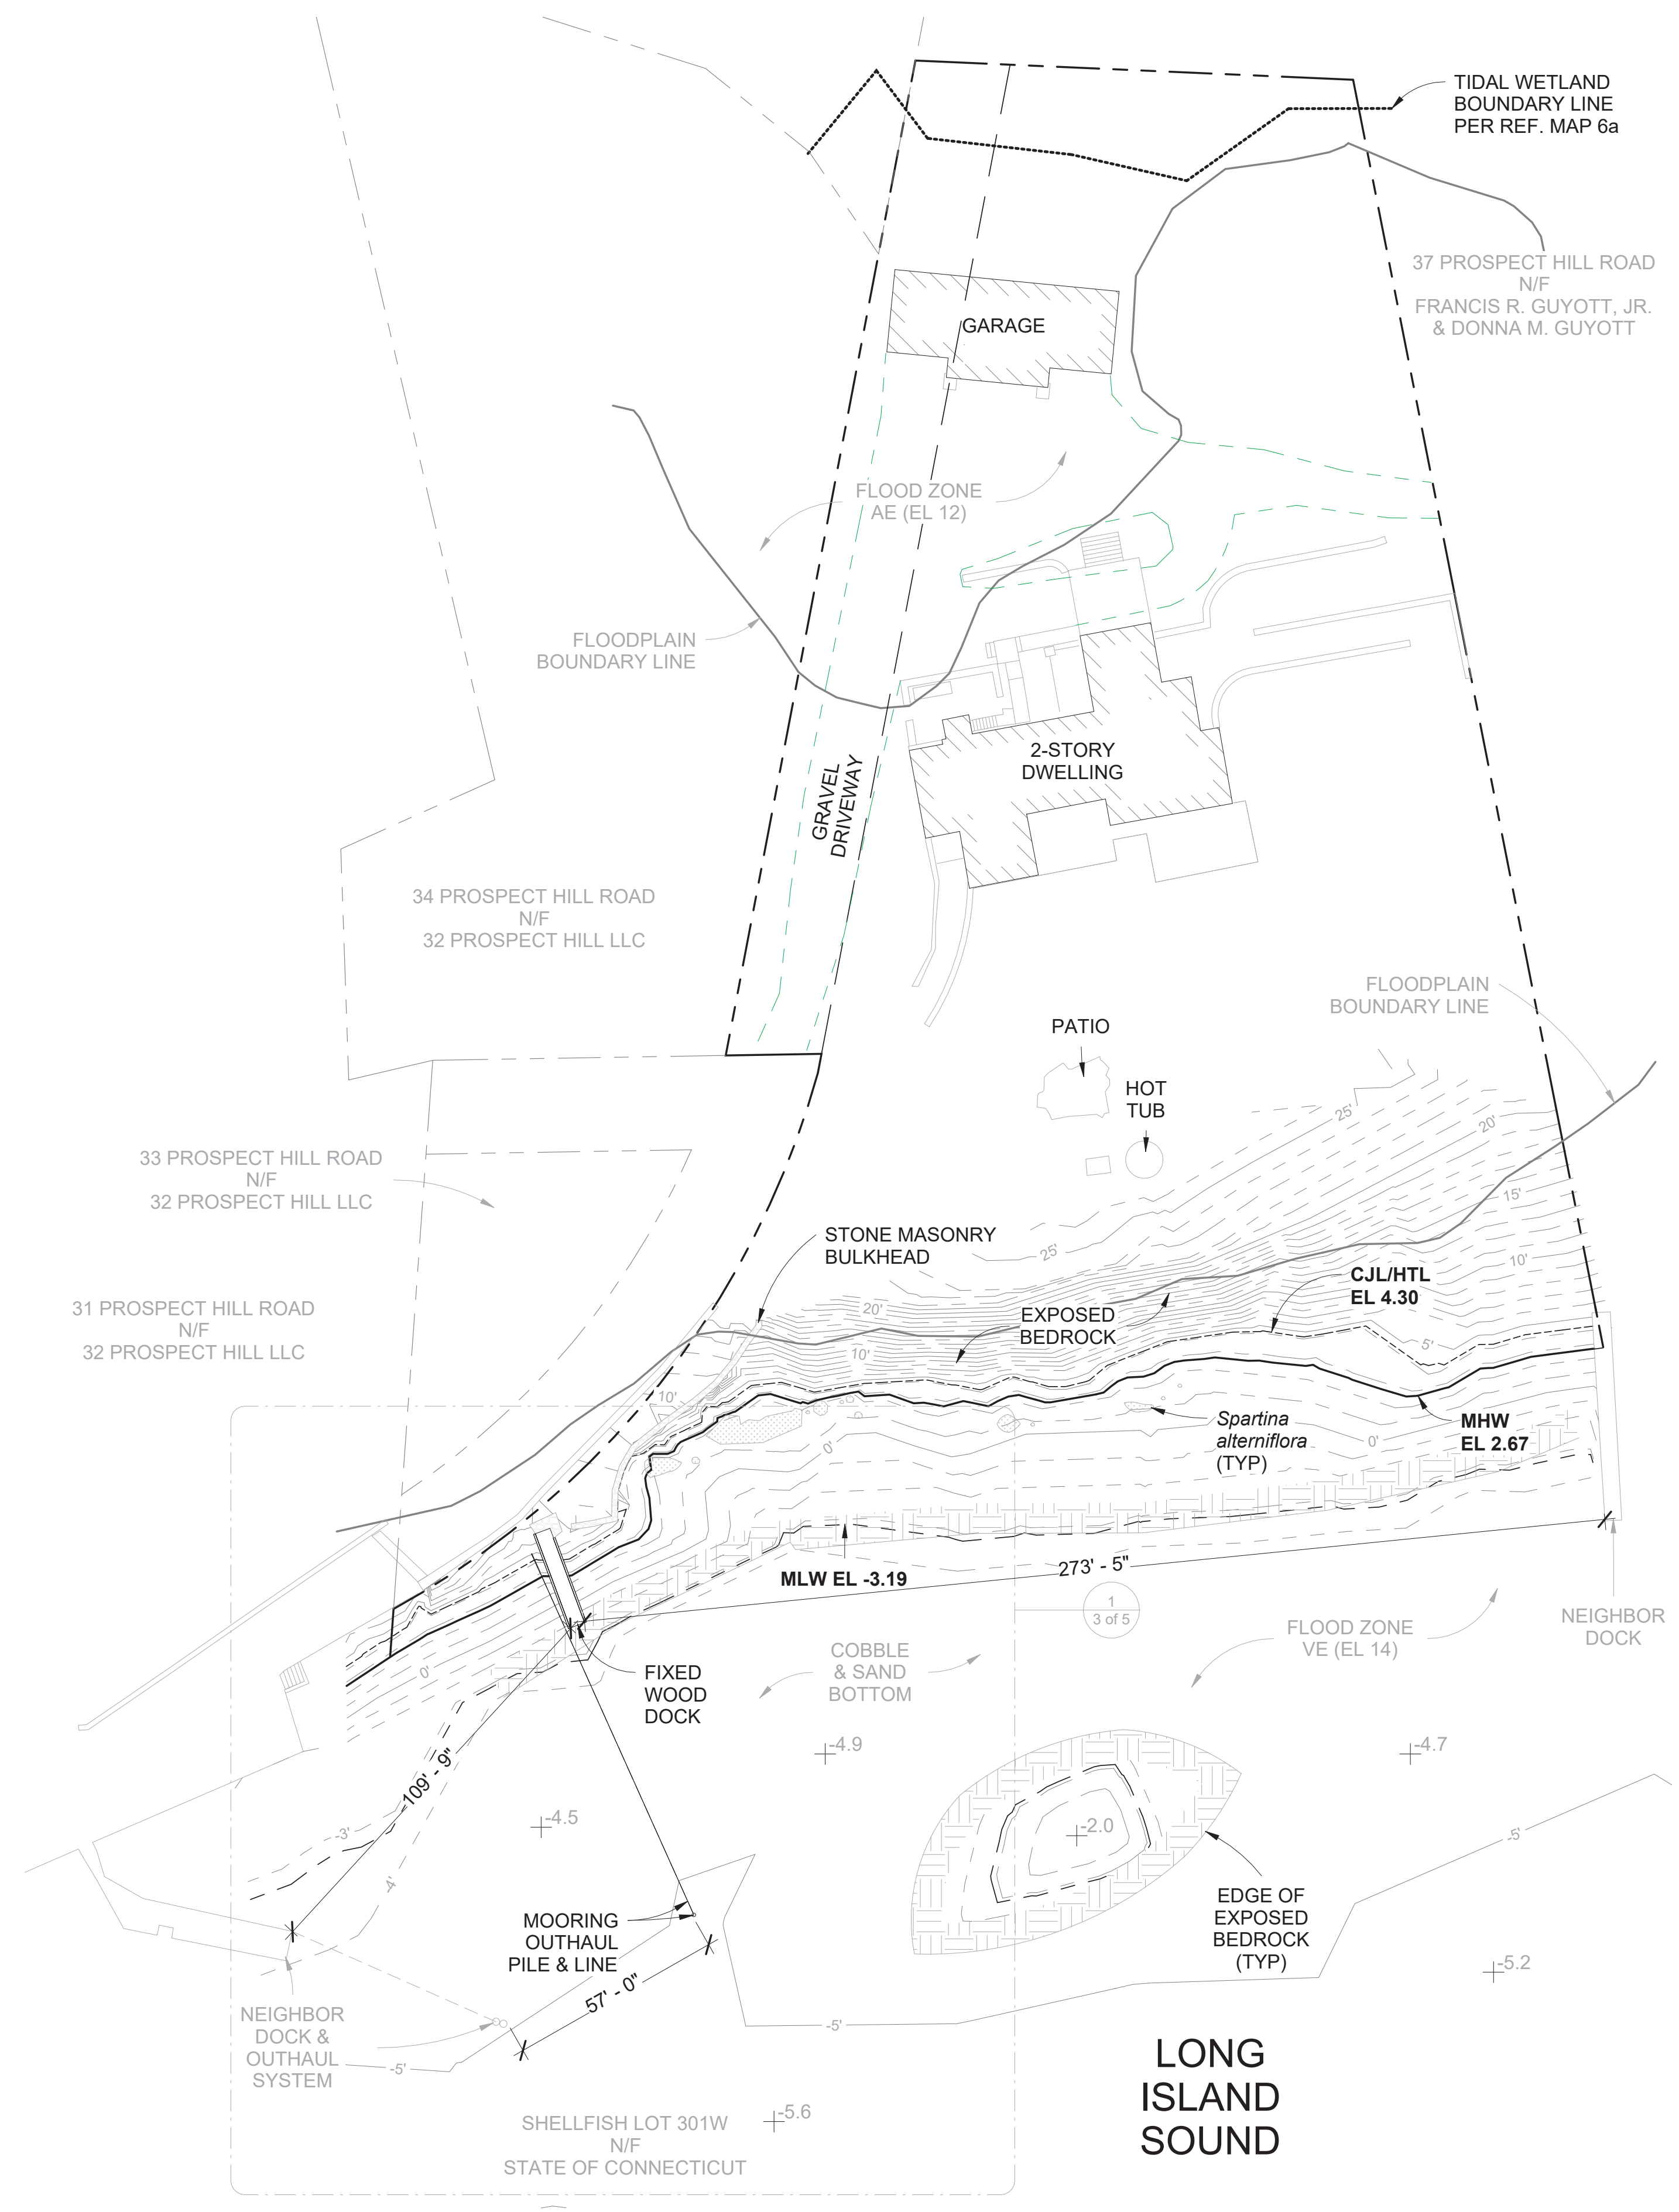 TIDAL WETLAND
BOUNDARY LINE
PER REF. MAP 6a
37 PROSPECT HILL ROAD
N/F
FRANCIS R. GUYOTT, JR.
& DONNA M. GUYOTT
GARAGE
FLOOD ZONE
AE (EL 12)
FLOODPLAIN
BOUNDARY LINE
2-STORY
DWELLING
GRAVEL
DRIVEWAY
34 PROSPECT HILL ROAD
N/F
32 PROSPECT HILL LLC
FLOODPLAIN
BOUNDARY LINE
PATIO
HOT
TUB
25'
20'
33 PROSPECT HILL ROAD
N/F
32 PROSPECT HILL LLC
15'
STONE MASONRY
BULKHEAD
25'
10'
CJL/HTL
EL 4.30
31 PROSPECT HILL ROAD
N/F
32 PROSPECT HILL LLC
20'
EXPOSED
BEDROCK
5'
10'
10'
Spartina
alterniflora
(TYP)
MHW
EL 2.67
0'
0'
MLW EL -3.19
273' - 5"
1
3 of 5
NEIGHBOR
DOCK
FLOOD ZONE
VE (EL 14)
COBBLE
& SAND
BOTTOM
0'
FIXED
WOOD
DOCK
-4.9
-4.7
109' - 9"
-4.5
-2.0
-3'
-5'
-4'
EDGE OF
EXPOSED
BEDROCK
(TYP)
MOORING
OUTHAUL
PILE & LINE
-5.2
57' - 0"
NEIGHBOR
DOCK &
OUTHAUL
SYSTEM
-5'
-5'
LONG
ISLAND
SOUND
-5.6
SHELLFISH LOT 301W
N/F
STATE OF CONNECTICUT